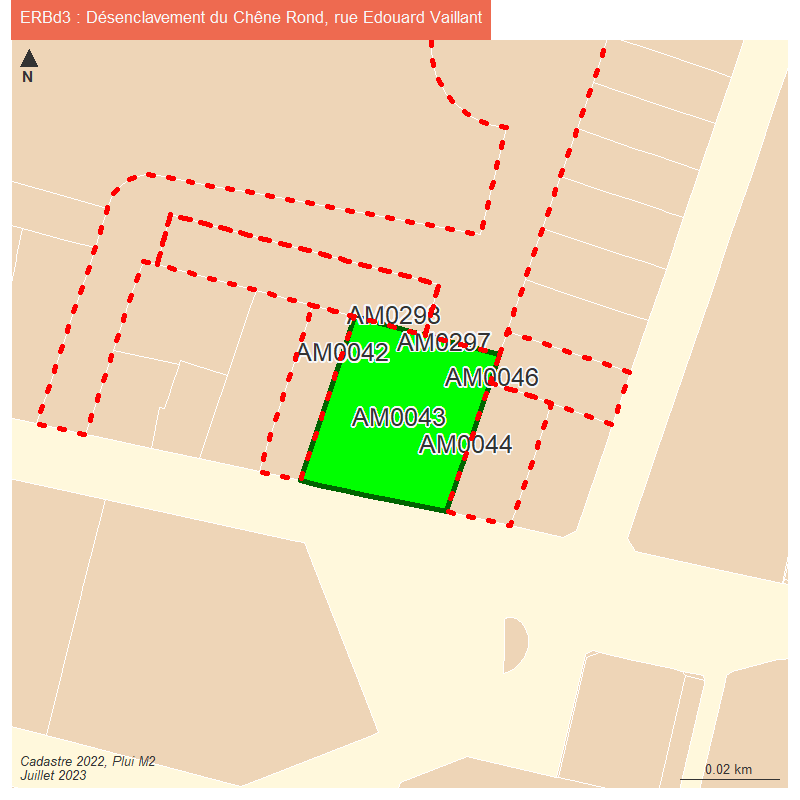 ERBd3 : Désenclavement du Chêne Rond, rue Edouard Vaillant
N
AM0298
AM0297
AM0042
AM0046
AM0043
AM0044
Cadastre 2022, Plui M2
Juillet 2023
0.02 km